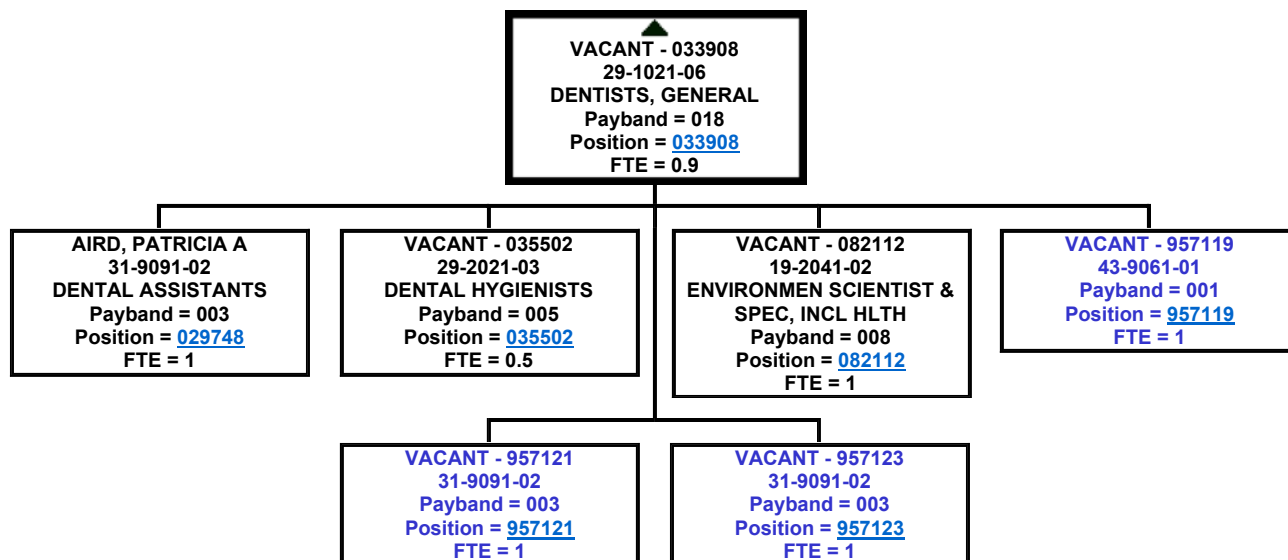 VACANT - 033908
29-1021-06
DENTISTS, GENERAL
Payband = 018
Position = 033908
FTE = 0.9
AIRD, PATRICIA A
31-9091-02
DENTAL ASSISTANTS
Payband = 003
Position = 029748
FTE = 1
VACANT - 035502
29-2021-03
DENTAL HYGIENISTS
Payband = 005
Position = 035502
FTE = 0.5
VACANT - 082112
19-2041-02
ENVIRONMEN SCIENTIST &
SPEC, INCL HLTH
Payband = 008
Position = 082112
FTE = 1
VACANT - 957119
43-9061-01
Payband = 001
Position = 957119
FTE = 1
VACANT - 957121
31-9091-02
Payband = 003
Position = 957121
FTE = 1
VACANT - 957123
31-9091-02
Payband = 003
Position = 957123
FTE = 1